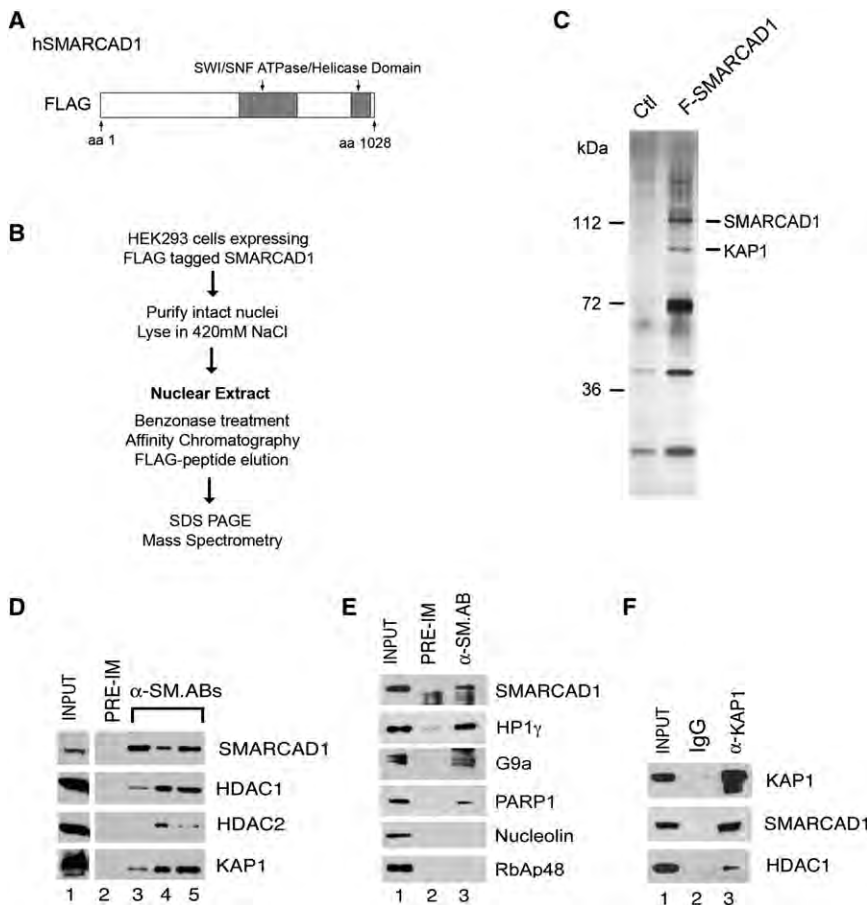 A
hSMARCAD1
SWI/SNF ATPase/Helicase Domain
FLAG
aa 1
aa 1028
B
HEK293 cells expressing
FLAG tagged SMARCAD1
Purify intact nuclei
Lyse in 420mM NaCl
Nuclear Extract
Benzonase treatment
Affinity Chromatography
FLAG-peptide elution
SDS PAGE
Mass Spectrometry
C
Ctl
F-SMARCAD1
kDa
112
72
36
SMARCAD1
KAP1
D
INPUT
PRE-IM
α-SM.ABs
SMARCAD1
HDAC1
HDAC2
KAP1
1 2 3 4 5
E
INPUT
PRE-IM
α-SM.AB
SMARCAD1
HP1γ
G9a
PARP1
Nucleolin
RbAp48
1 2 3
F
INPUT
IgG
α-KAP1
KAP1
SMARCAD1
HDAC1
1 2 3